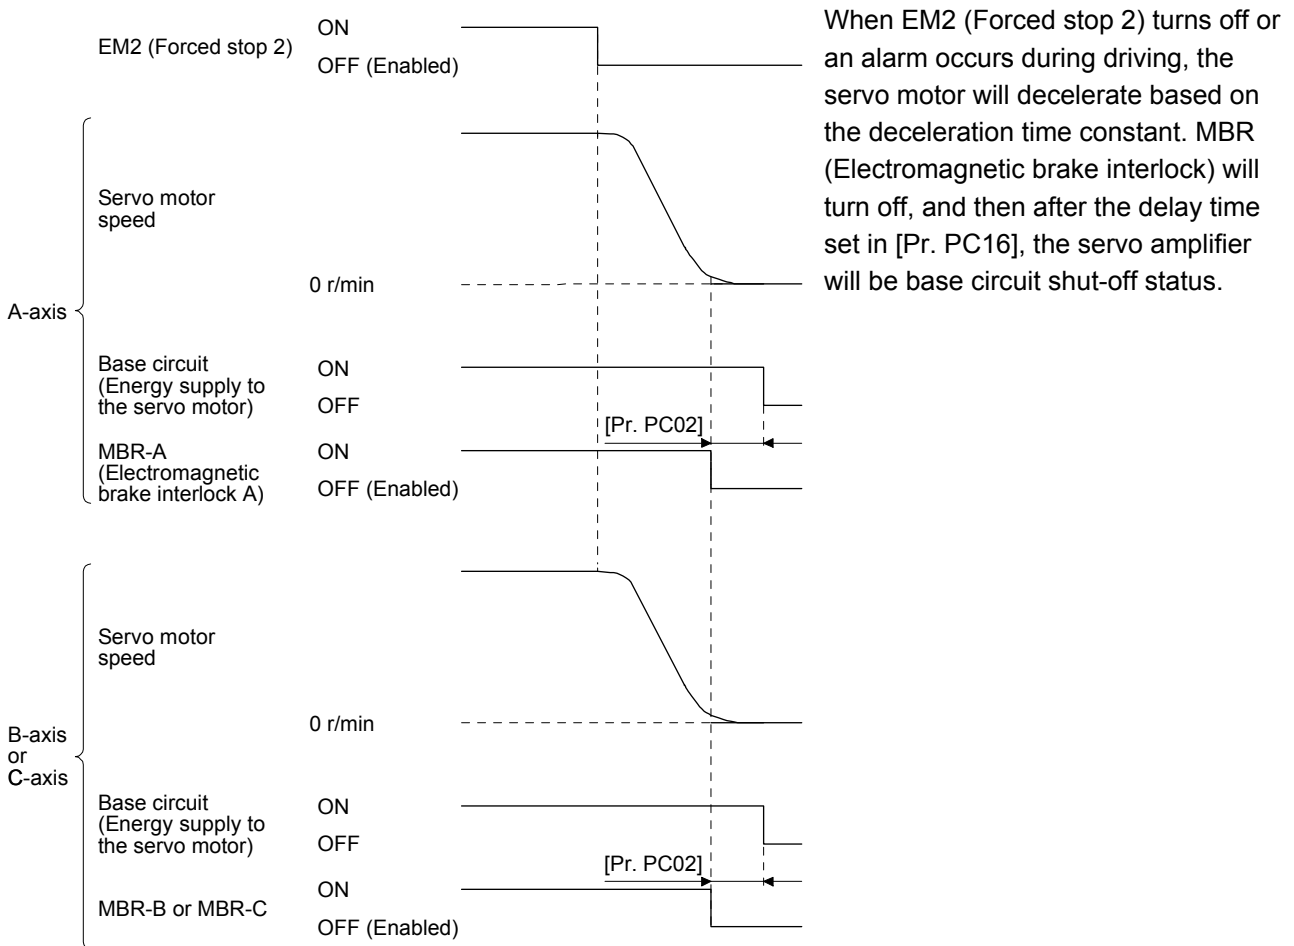 When EM2 (Forced stop 2) turns off or
an alarm occurs during driving, the
servo motor will decelerate based on
the deceleration time constant. MBR
(Electromagnetic brake interlock) will
turn off, and then after the delay time
set in [Pr. PC16], the servo amplifier
will be base circuit shut-off status.
EM2 (Forced stop 2)
ON
OFF (Enabled)
A-axis
Servo motor
speed
0 r/min
Base circuit
(Energy supply to
the servo motor)
ON
OFF
[Pr. PC02]
MBR-A
(Electromagnetic
brake interlock A)
ON
OFF (Enabled)
B-axis
or
C-axis
Servo motor
speed
0 r/min
Base circuit
(Energy supply to
the servo motor)
ON
OFF
[Pr. PC02]
MBR-B or MBR-C
ON
OFF (Enabled)